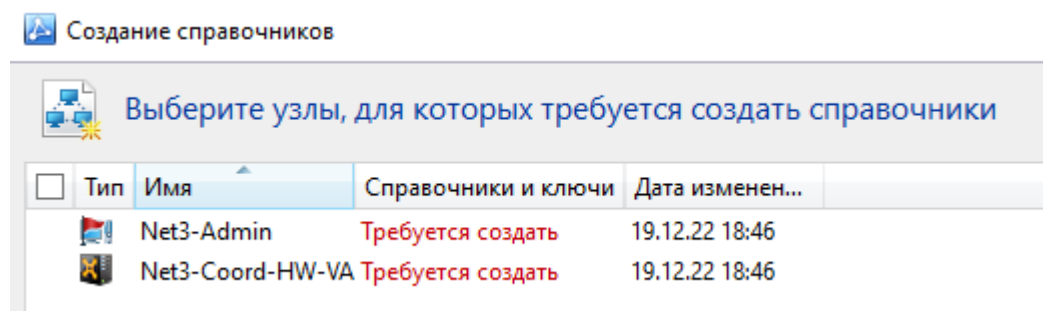 Создание справочников
Выберите узлы, для которых требуется создать справочники
Тип Имя Справочники и ключи Дата изменен...
Net3-Admin Требуется создать 19.12.22 18:46
Net3-Coord-HW-VA Требуется создать 19.12.22 18:46